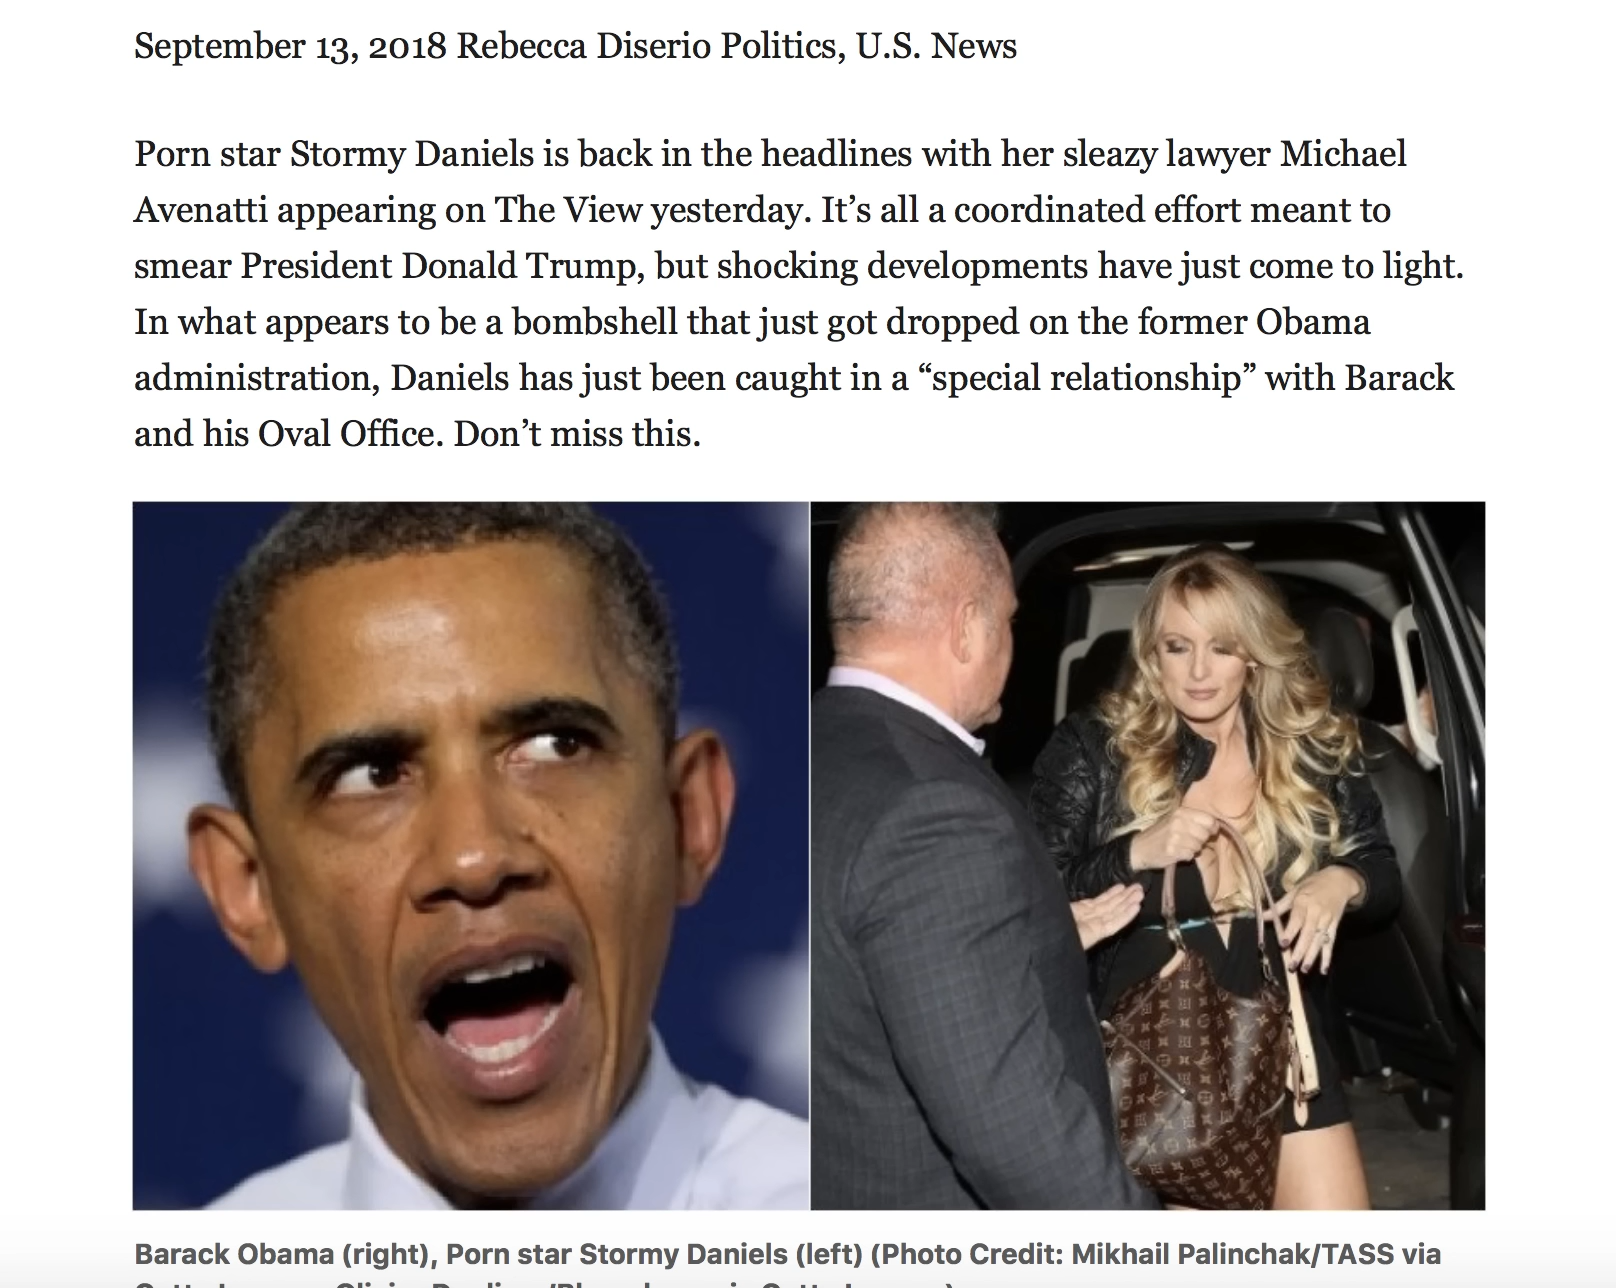 September 13, 2018 Rebecca Diserio Politics, U.S. News
Porn star Stormy Daniels is back in the headlines with her sleazy lawyer Michael
Avenatti appearing on The View yesterday. It’s all a coordinated effort meant to
smear President Donald Trump, but shocking developments have just come to light.
In what appears to be a bombshell that just got dropped on the former Obama
administration, Daniels has just been caught in a “special relationship” with Barack
and his Oval Office. Don’t miss this.
Barack Obama (right), Porn star Stormy Daniels (left) (Photo Credit: Mikhail Palinchak/TASS via